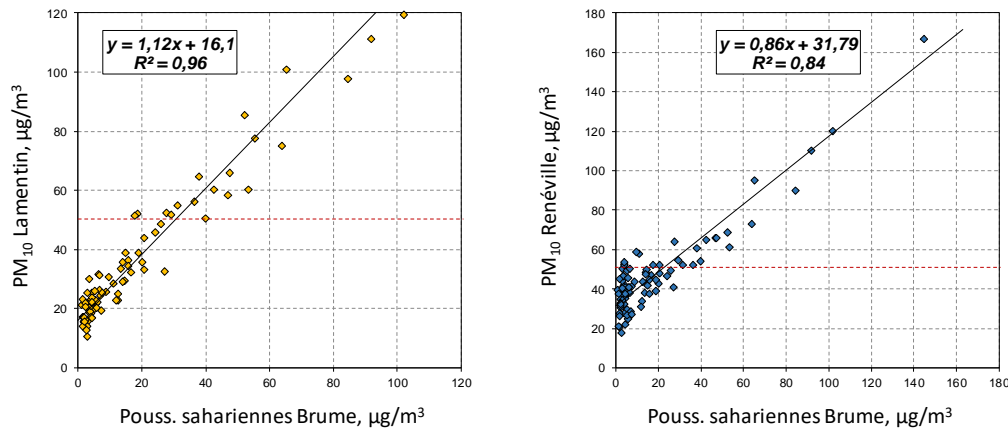 y = 1,12x + 16,1
R² = 0,96
PM₁₀ Lamentin, µg/m³
120
100
80
60
40
20
0
0 20 40 60 80 100 120
Pouss. sahariennes Brume, µg/m³
y = 0,86x + 31,79
R² = 0,84
PM₁₀ Renéville, µg/m³
180
160
140
120
100
80
60
40
20
0
0 20 40 60 80 100 120 140 160 180
Pouss. sahariennes Brume, µg/m³